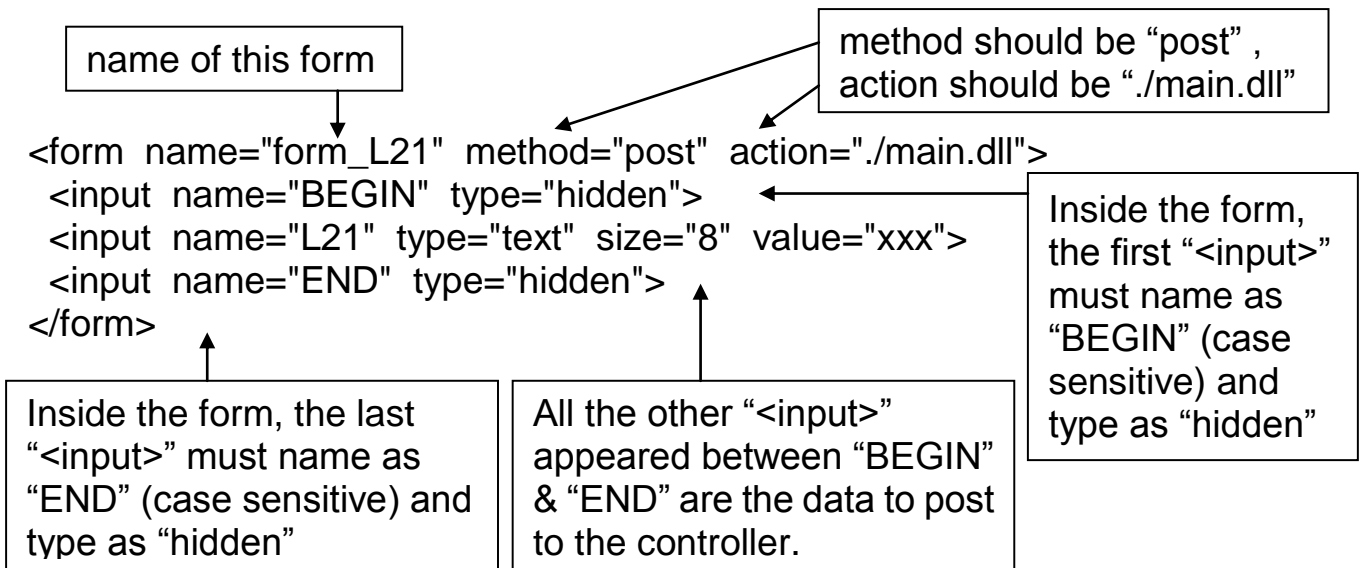 name of this form
method should be “post” ,
action should be “./main.dll”
<form name="form_L21" method="post" action="./main.dll">
<input name="BEGIN" type="hidden">
<input name="L21" type="text" size="8" value="xxx">
<input name="END" type="hidden">
</form>
Inside the form,
the first “<input>”
must name as
“BEGIN” (case
sensitive) and
type as “hidden”
Inside the form, the last
“<input>” must name as
“END” (case sensitive) and
type as “hidden”
All the other “<input>”
appeared between “BEGIN”
& “END” are the data to post
to the controller.